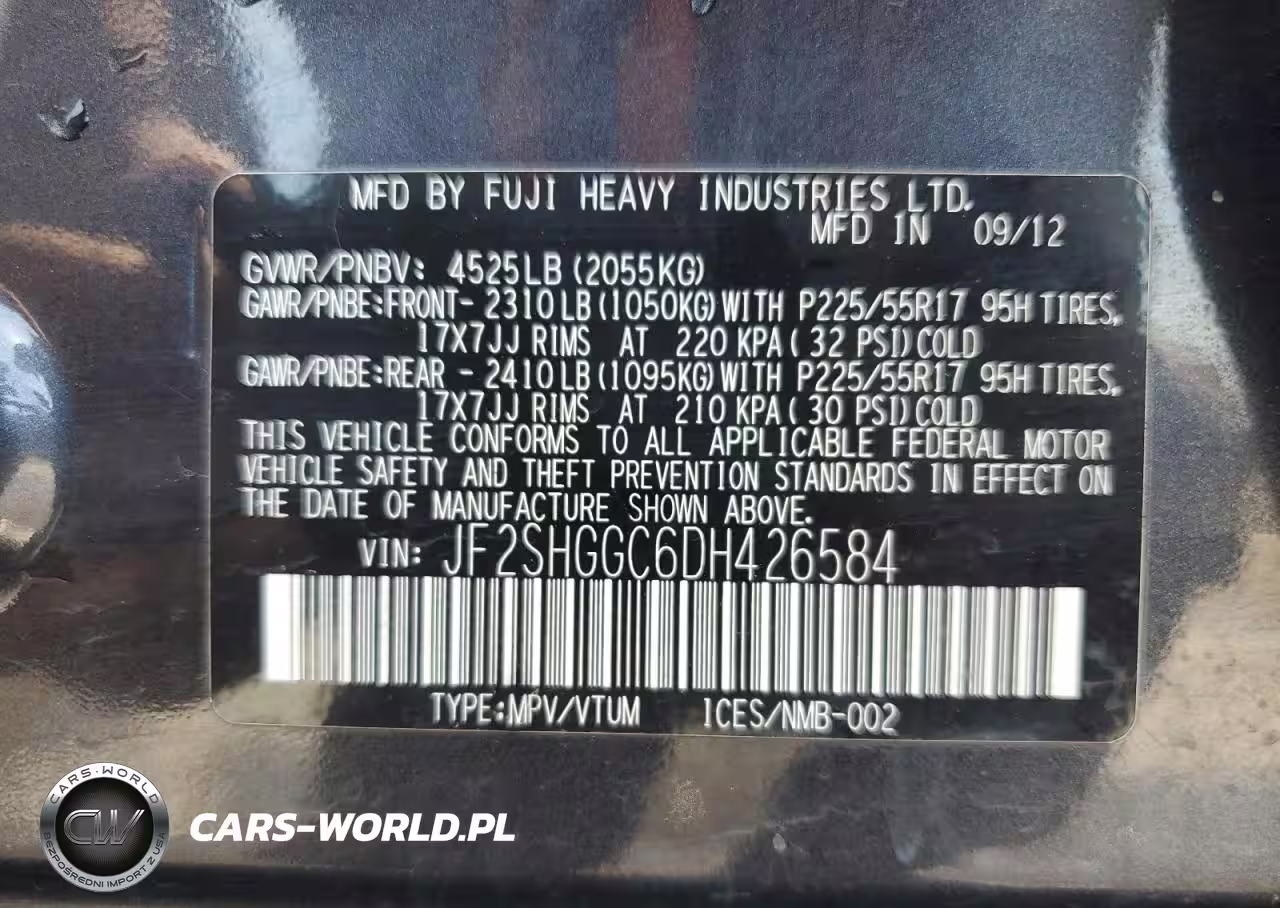 MFD BY FUJI HEAVY INDUSTRIES LTD.
MFD IN 09/12
GVWR/PNBV: 4525LB (2055KG)
GAWR/PNBE:FRONT- 2310LB (1050KG) WITH P225/55R17 95H TIRES,
17X7JJ RIMS AT 220 KPA ( 32 PSI) COLD
GAWR/PNBE:REAR - 2410LB (1095KG) WITH P225/55R17 95H TIRES,
17X7JJ RIMS AT 210 KPA ( 30 PSI) COLD
THIS VEHICLE CONFORMS TO ALL APPLICABLE FEDERAL MOTOR
VEHICLE SAFETY AND THEFT PREVENTION STANDARDS IN EFFECT ON
THE DATE OF MANUFACTURE SHOWN ABOVE.
VIN: JF2SHGGC6DH426584
TYPE:MPV/VTUM ICES/NMB-002
CARS-WORLD
CW
BEZPOŚREDNI IMPORT Z USA
CARS-WORLD.PL